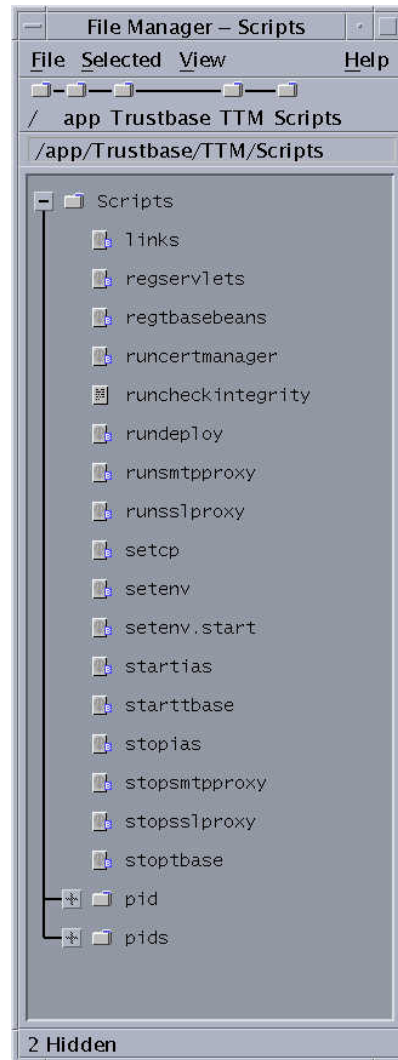 File Manager – Scripts
File Selected View Help
/ app Trustbase TTM Scripts
/app/Trustbase/TTM/Scripts
Scripts
links
regservlets
regtbasebeans
runcertmanager
runcheckintegrity
rundeploy
runsmtpproxy
runsslproxy
setcp
setenv
setenv.start
startias
starttbase
stopias
stopsmtpproxy
stopsslproxy
stoptbase
pid
pids
2 Hidden